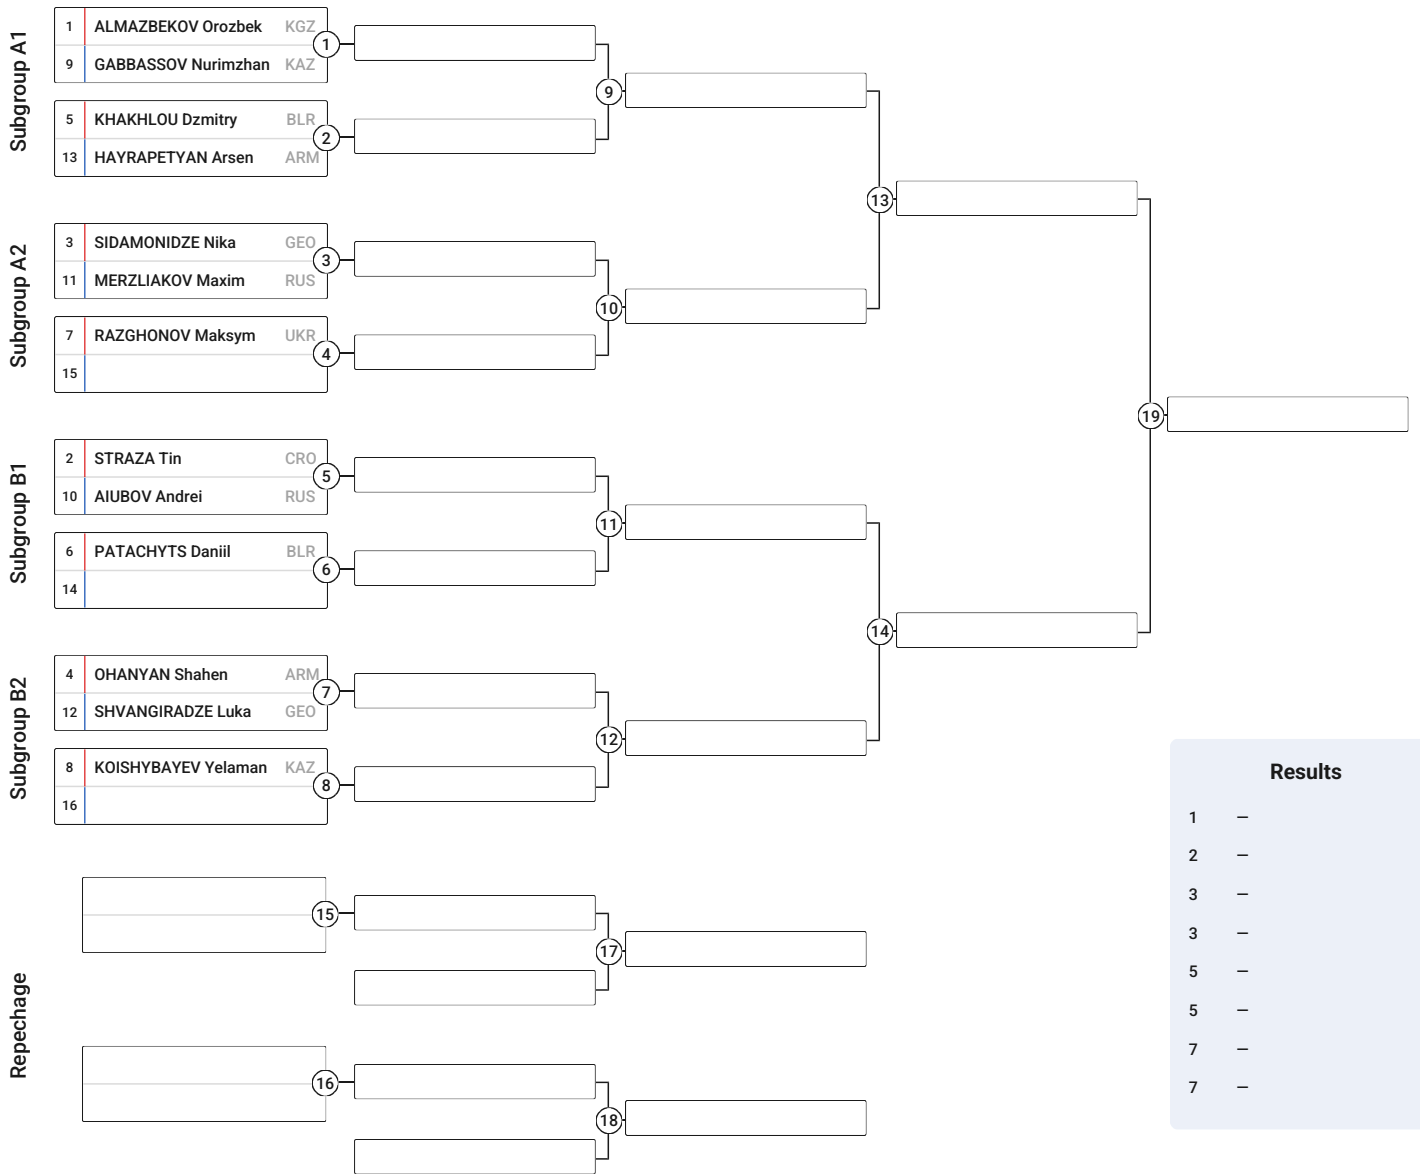 Subgroup A1
1 ALMAZBEKOV Orozbek KGZ
9 GABBASSOV Nurimzhan KAZ
1
5 KHAKHLOU Dzmitry BLR
13 HAYRAPETYAN Arsen ARM
2
9
Subgroup A2
3 SIDAMONIDZE Nika GEO
11 MERZLIAKOV Maxim RUS
3
7 RAZGHONOV Maksym UKR
15
4
10
13
Subgroup B1
2 STRAZA Tin CRO
10 AIUBOV Andrei RUS
5
6 PATACHYTS Daniil BLR
14
6
11
Subgroup B2
4 OHANYAN Shahen ARM
12 SHVANGIRADZE Luka GEO
7
8 KOISHYBAYEV Yelaman KAZ
16
8
12
14
19
Repechage
15
17
16
18
Results
1 –
2 –
3 –
3 –
5 –
5 –
7 –
7 –